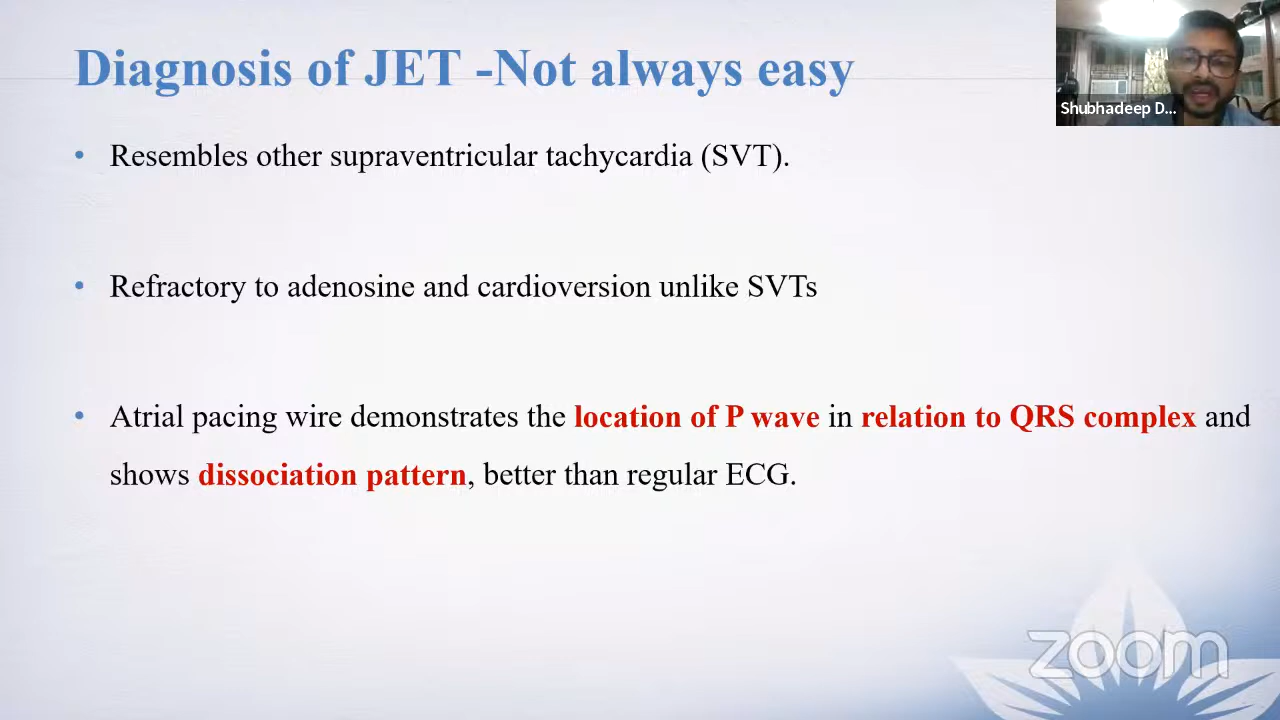 Diagnosis of JET -Not always easy
Shubhadeep D...
• Resembles other supraventricular tachycardia (SVT).
• Refractory to adenosine and cardioversion unlike SVTs
• Atrial pacing wire demonstrates the location of P wave in relation to QRS complex and
shows dissociation pattern, better than regular ECG.
zoom